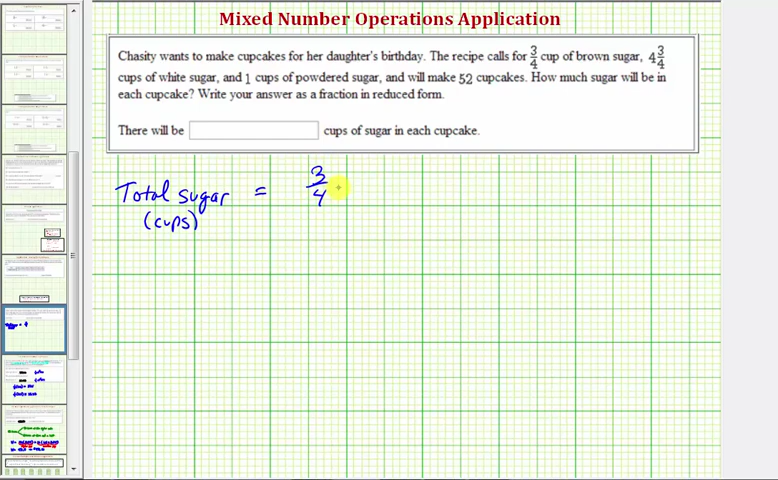 Mixed Number Operations Application
Chasity wants to make cupcakes for her daughter's birthday. The recipe calls for 3/4 cup of brown sugar, 4 3/4
cups of white sugar, and 1 cups of powdered sugar, and will make 52 cupcakes. How much sugar will be in
each cupcake? Write your answer as a fraction in reduced form.
There will be cups of sugar in each cupcake.
Total sugar = 3/4
(cups)